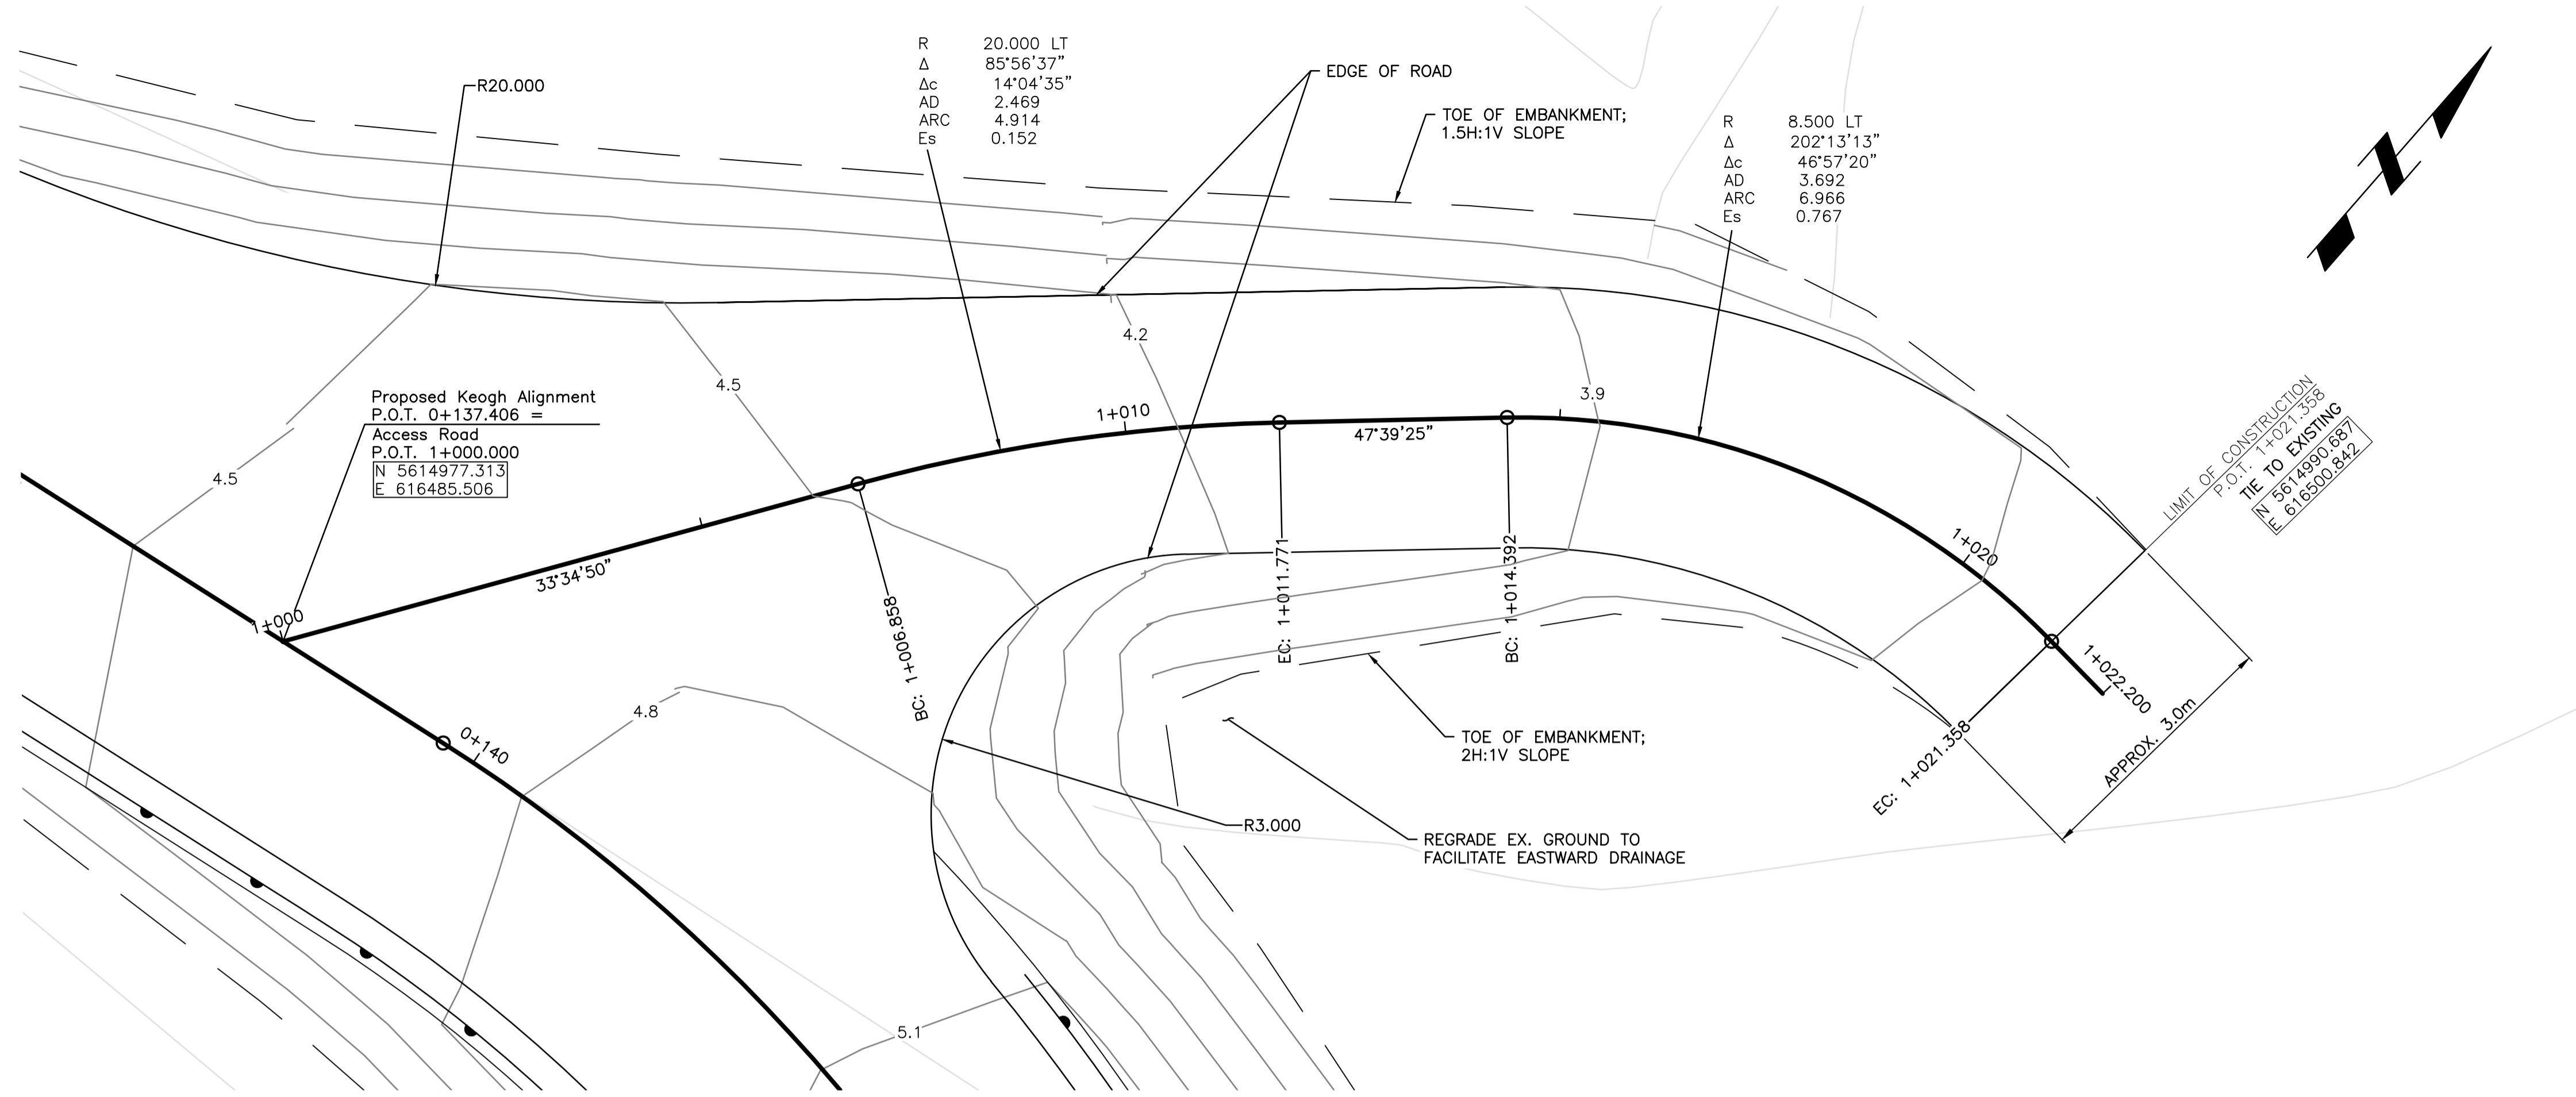 R 20.000 LT
Δ 85°56'37"
Δc 14°04'35"
AD 2.469
ARC 4.914
Es 0.152
R20.000
EDGE OF ROAD
TOE OF EMBANKMENT;
1.5H:1V SLOPE
R 8.500 LT
Δ 202°13'13"
Δc 46°57'20"
AD 3.692
ARC 6.966
Es 0.767
4.2
4.5
3.9
Proposed Keogh Alignment
P.O.T. 0+137.406 =
Access Road
P.O.T. 1+000.000
N 5614977.313
E 616485.506
1+010
47°39'25"
4.5
33°34'50"
1+000
BC: 1+006.858
EC: 1+011.771
BC: 1+014.392
1+020
LIMIT OF CONSTRUCTION
P.O.T. 1+021.358
TIE TO EXISTING
N 5614990.687
E 616500.842
1+022.200
APPROX. 3.0m
EC: 1+021.358
4.8
0+140
TOE OF EMBANKMENT;
2H:1V SLOPE
R3.000
REGRADE EX. GROUND TO
FACILITATE EASTWARD DRAINAGE
5.1